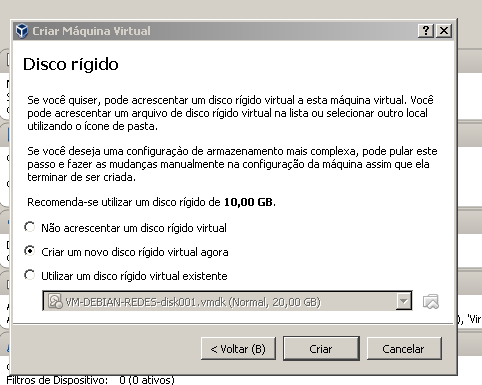 Criar Máquina Virtual
Disco rígido
Se você quiser, pode acrescentar um disco rígido virtual a esta máquina virtual. Você
pode acrescentar um arquivo de disco rígido virtual na lista ou selecionar outro local
utilizando o ícone de pasta.
Se você deseja uma configuração de armazenamento mais complexa, pode pular este
passo e fazer as mudanças manualmente na configuração da máquina assim que ela
terminar de ser criada.
Recomenda-se utilizar um disco rígido de 10,00 GB.
Não acrescentar um disco rígido virtual
Criar um novo disco rígido virtual agora
Utilizar um disco rígido virtual existente
VM-DEBIAN-REDES-disk001.vmdk (Normal, 20,00 GB)
), 'Vir
< Voltar (B)
Criar
Cancelar
Filtros de Dispositivo: 0 (0 ativos)